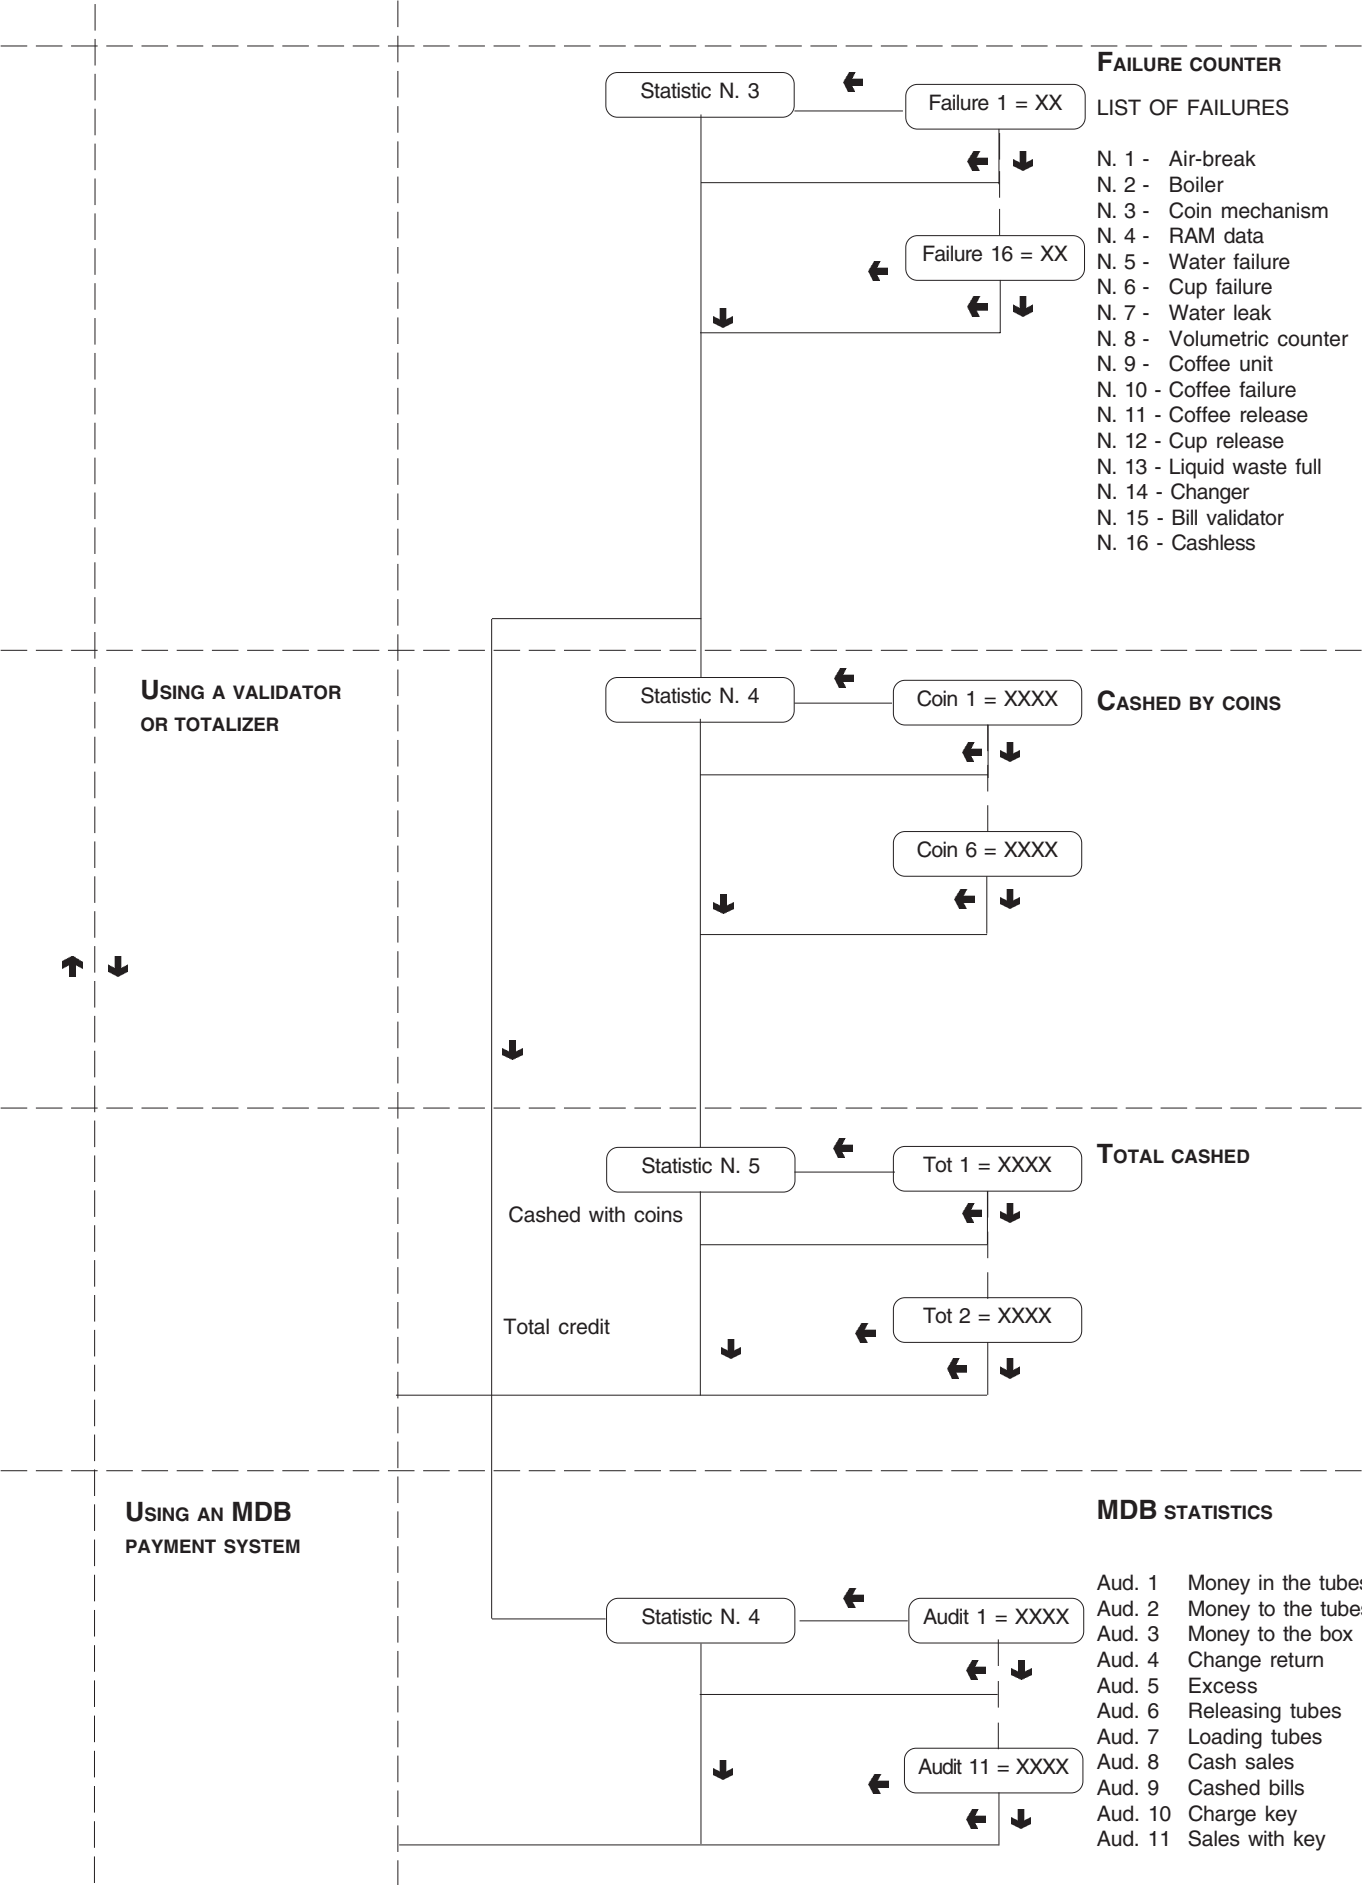 FAILURE COUNTER
Statistic N. 3
Failure 1 = XX
LIST OF FAILURES
N. 1 - Air-break
N. 2 - Boiler
N. 3 - Coin mechanism
N. 4 - RAM data
Failure 16 = XX
N. 5 - Water failure
N. 6 - Cup failure
N. 7 - Water leak
N. 8 - Volumetric counter
N. 9 - Coffee unit
N. 10 - Coffee failure
N. 11 - Coffee release
N. 12 - Cup release
N. 13 - Liquid waste full
N. 14 - Changer
N. 15 - Bill validator
N. 16 - Cashless
USING A VALIDATOR
OR TOTALIZER
Statistic N. 4
Coin 1 = XXXX
CASHED BY COINS
Coin 6 = XXXX
Statistic N. 5
Tot 1 = XXXX
TOTAL CASHED
Cashed with coins
Total credit
Tot 2 = XXXX
USING AN MDB
PAYMENT SYSTEM
MDB STATISTICS
Statistic N. 4
Audit 1 = XXXX
Aud. 1 Money in the tubes
Aud. 2 Money to the tubes
Aud. 3 Money to the box
Aud. 4 Change return
Aud. 5 Excess
Aud. 6 Releasing tubes
Aud. 7 Loading tubes
Audit 11 = XXXX
Aud. 8 Cash sales
Aud. 9 Cashed bills
Aud. 10 Charge key
Aud. 11 Sales with key